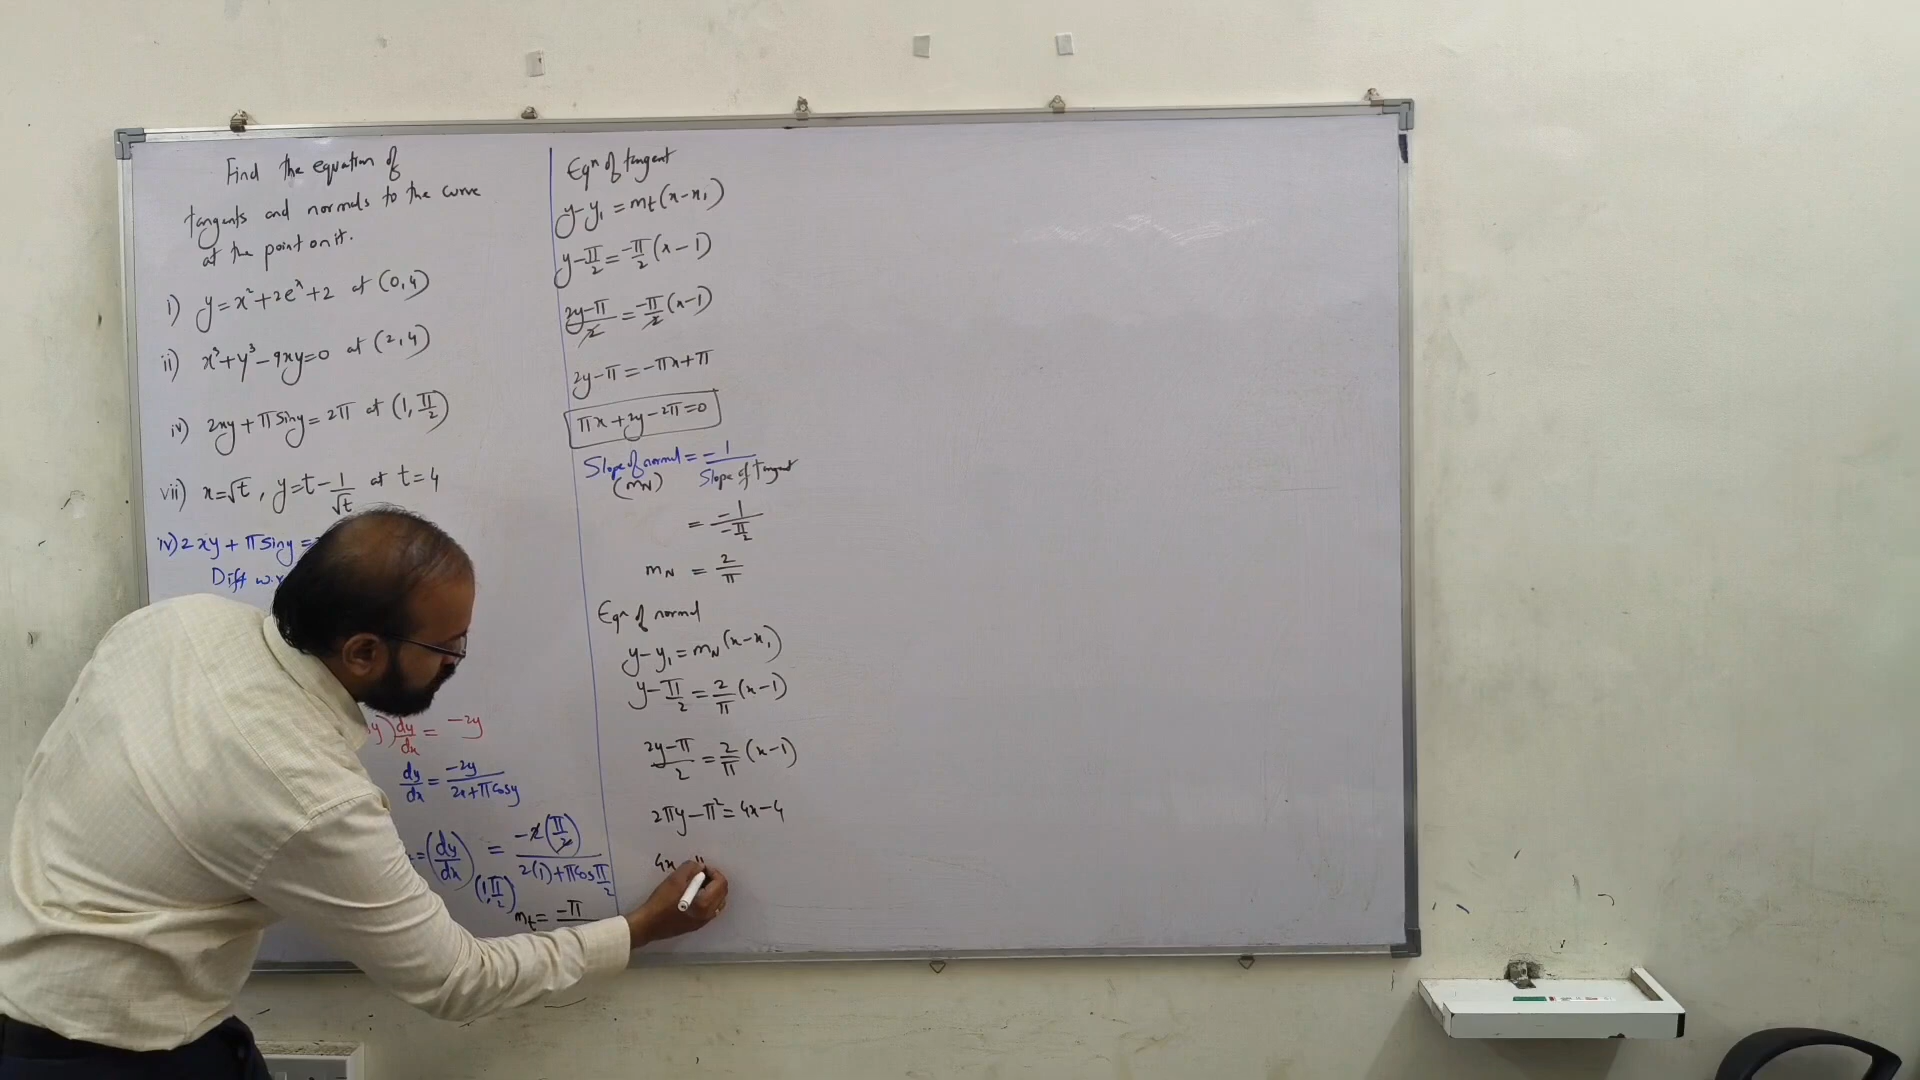 Find the equation of
tangents and normals to the curve
at the point on it.
i) y = x² + 2eˣ + 2 at (0,4)
ii) x³ + y³ - 9xy = 0 at (2,4)
iv) 2xy + π sin y = 2π at (1, π/2)
vii) x = √t, y = t - 1/√t at t = 4
iv) 2xy + π sin y =
Diff w.r
y) dy/dx = -2y
dy/dx = -2y/(2x + π cos y)
= (dy/dx)(1, π/2) = -2(π/2)/(2(1) + π cos π/2)
m_t = -π
Eqⁿ of tangent
y - y₁ = m_t (x - x₁)
y - π/2 = -π/2 (x - 1)
(2y - π)/2 = -π/2 (x - 1)
2y - π = -πx + π
πx + 2y - 2π = 0
Slope of normal = -1/Slope of tangent
(m_N)
= -1/(-π/2)
m_N = 2/π
Eqⁿ of normal
y - y₁ = m_N (x - x₁)
y - π/2 = 2/π (x - 1)
(2y - π)/2 = 2/π (x - 1)
2πy - π² = 4x - 4
4x